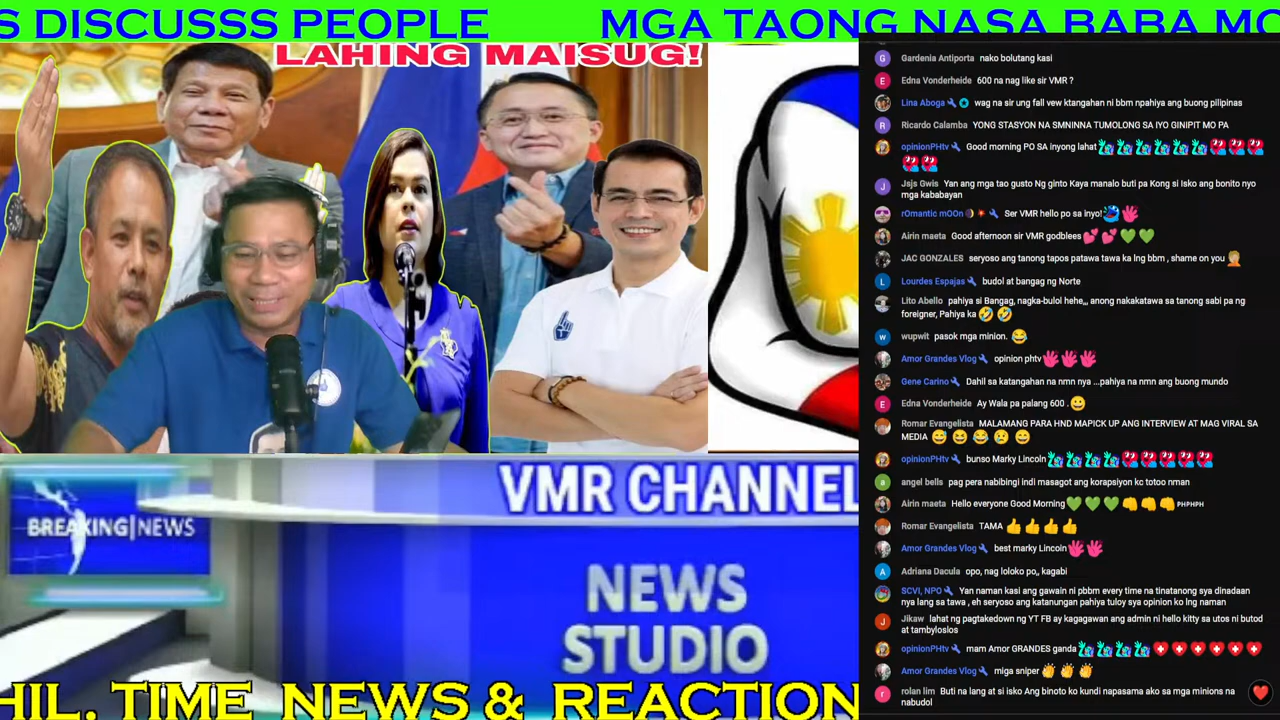 S DISCUSSS PEOPLE MGA TAONG NASA BABA MO
LAHING MAISUG!
VMR CHANNEL
BREAKING|NEWS
NEWS
STUDIO
HIL. TIME NEWS & REACTION
Gardenia Antiporta nako bolutang kasi
Edna Vonderheide 600 na nag like sir VMR ?
Lina Aboga wag na sir ung fall vew ktangahan ni bbm npahiya ang buong pilipinas
Ricardo Calamba YONG STASYON NA SMNINNA TUMOLONG SA IYO GINIPIT MO PA
opinionPHtv Good morning PO SA inyong lahat
Jsjs Gwis Yan ang mga tao gusto Ng ginto Kaya manalo buti pa Kong si Isko ang bonito nyo
mga kababayan
rOmantic mOOn Ser VMR hello po sa inyo!
Airin maeta Good afternoon sir VMR godblees
JAC GONZALES seryoso ang tanong tapos patawa tawa ka lng bbm , shame on you
Lourdes Espajas budol at bangag ng Norte
Lito Abello pahiya si Bangag, nagka-bulol hehe,,, anong nakakatawa sa tanong sabi pa ng
foreigner, Pahiya ka
wupwit pasok mga minion.
Amor Grandes Vlog opinion phtv
Gene Carino Dahil sa katangahan na nmn nya ...pahiya na nmn ang buong mundo
Edna Vonderheide Ay Wala pa palang 600 .
Romar Evangelista MALAMANG PARA HND MAPICK UP ANG INTERVIEW AT MAG VIRAL SA
MEDIA
opinionPHtv bunso Marky Lincoln
angel bells pag pera nabibingi indi masagot ang korapsiyon kc totoo nman
Airin maeta Hello everyone Good Morning PHPHPH
Romar Evangelista TAMA
Amor Grandes Vlog best marky Lincoln
Adriana Dacula opo, nag loloko po,, kagabi
SCVI, NPO Yan naman kasi ang gawain ni pbbm every time na tinatanong sya dinadaan
nya lang sa tawa , eh seryoso ang katanungan pahiya tuloy sya opinion ko lng naman
Jikaw lahat ng pagtakedown ng YT FB ay kagagawan ang admin ni hello kitty sa utos ni butod
at tambyloslos
opinionPHtv mam Amor GRANDES ganda
Amor Grandes Vlog miga sniper
rolan lim Buti na lang at si isko Ang binoto ko kundi napasama ako sa mga minions na
nabudol